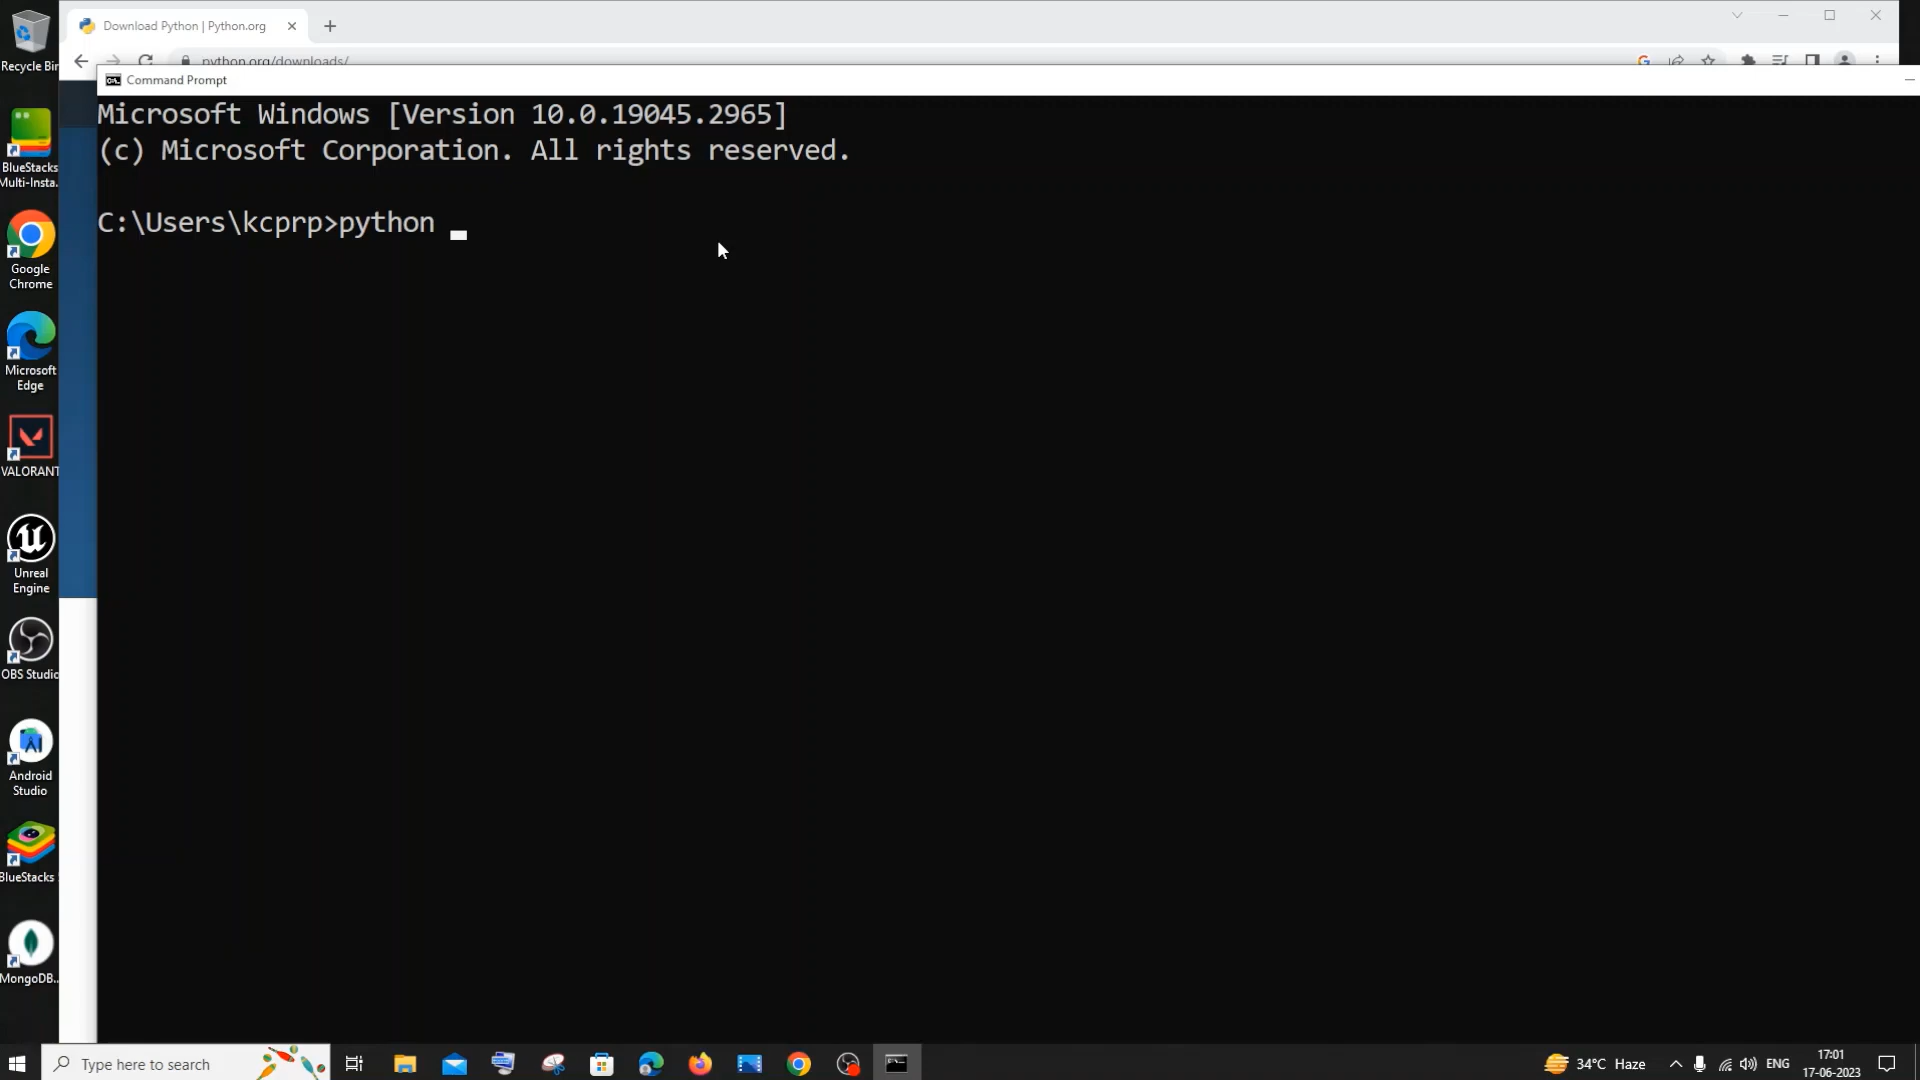 Download Python | Python.org
python.org/downloads/
Command Prompt
Microsoft Windows [Version 10.0.19045.2965]
(c) Microsoft Corporation. All rights reserved.
C:\Users\kcprp>python
Recycle Bin
BlueStacks
Multi-Insta...
Google
Chrome
Microsoft
Edge
VALORANT
Unreal
Engine
OBS Studio
Android
Studio
BlueStacks
MongoDB...
Type here to search
34°C Haze
ENG
17:01
17-06-2023